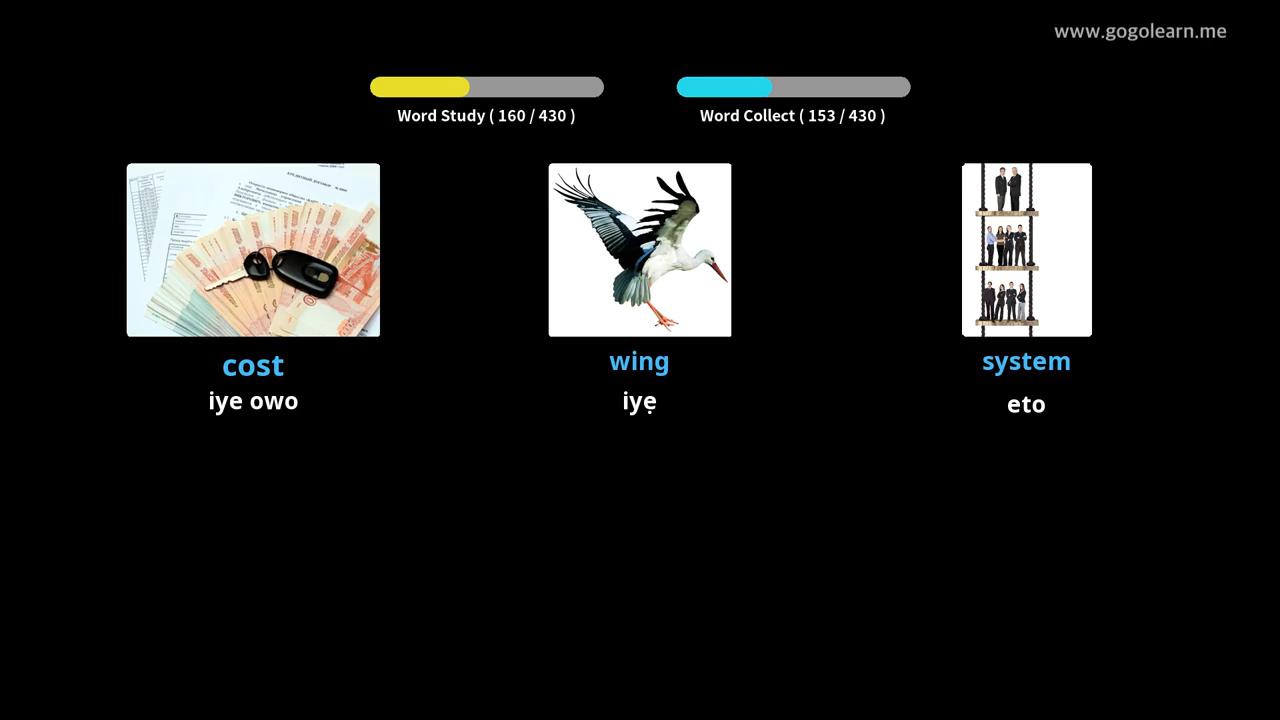 www.gogolearn.me
Word Study ( 160 / 430 )
Word Collect ( 153 / 430 )
cost
wing
system
iye owo
iyẹ
eto